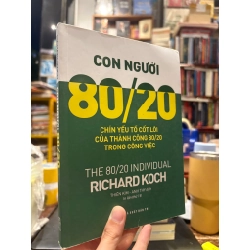 CON NGƯỜI
80/20
CHÍN YẾU TỐ CỐT LÕI
CỦA THÀNH CÔNG 80/20
TRONG CÔNG VIỆC
THE 80/20 INDIVIDUAL
RICHARD KOCH